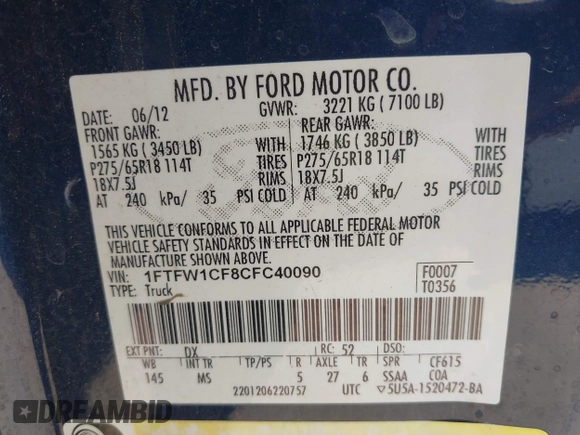 MFD. BY FORD MOTOR CO.
DATE: 06/12 GVWR: 3221 KG ( 7100 LB)
FRONT GAWR: REAR GAWR:
1565 KG ( 3450 LB) WITH 1746 KG ( 3850 LB) WITH
P275/65R18 114T TIRES P275/65R18 114T TIRES
18X7.5J RIMS 18X7.5J RIMS
AT 240 kPa/ 35 PSI COLD AT 240 kPa/ 35 PSI COLD
THIS VEHICLE CONFORMS TO ALL APPLICABLE FEDERAL MOTOR
VEHICLE SAFETY STANDARDS IN EFFECT ON THE DATE OF
MANUFACTURE SHOWN ABOVE.
VIN: 1FTFW1CF8CFC40090 F0007
TYPE: Truck T0356
EXT PNT: DX RC: 52 DSO:
WB INT TR TP/PS R AXLE TR SPR CF615
145 MS 5 27 6 SSAA COA
2201206220757 UTC ▽5U5A-1520472-BA
DREAMBID